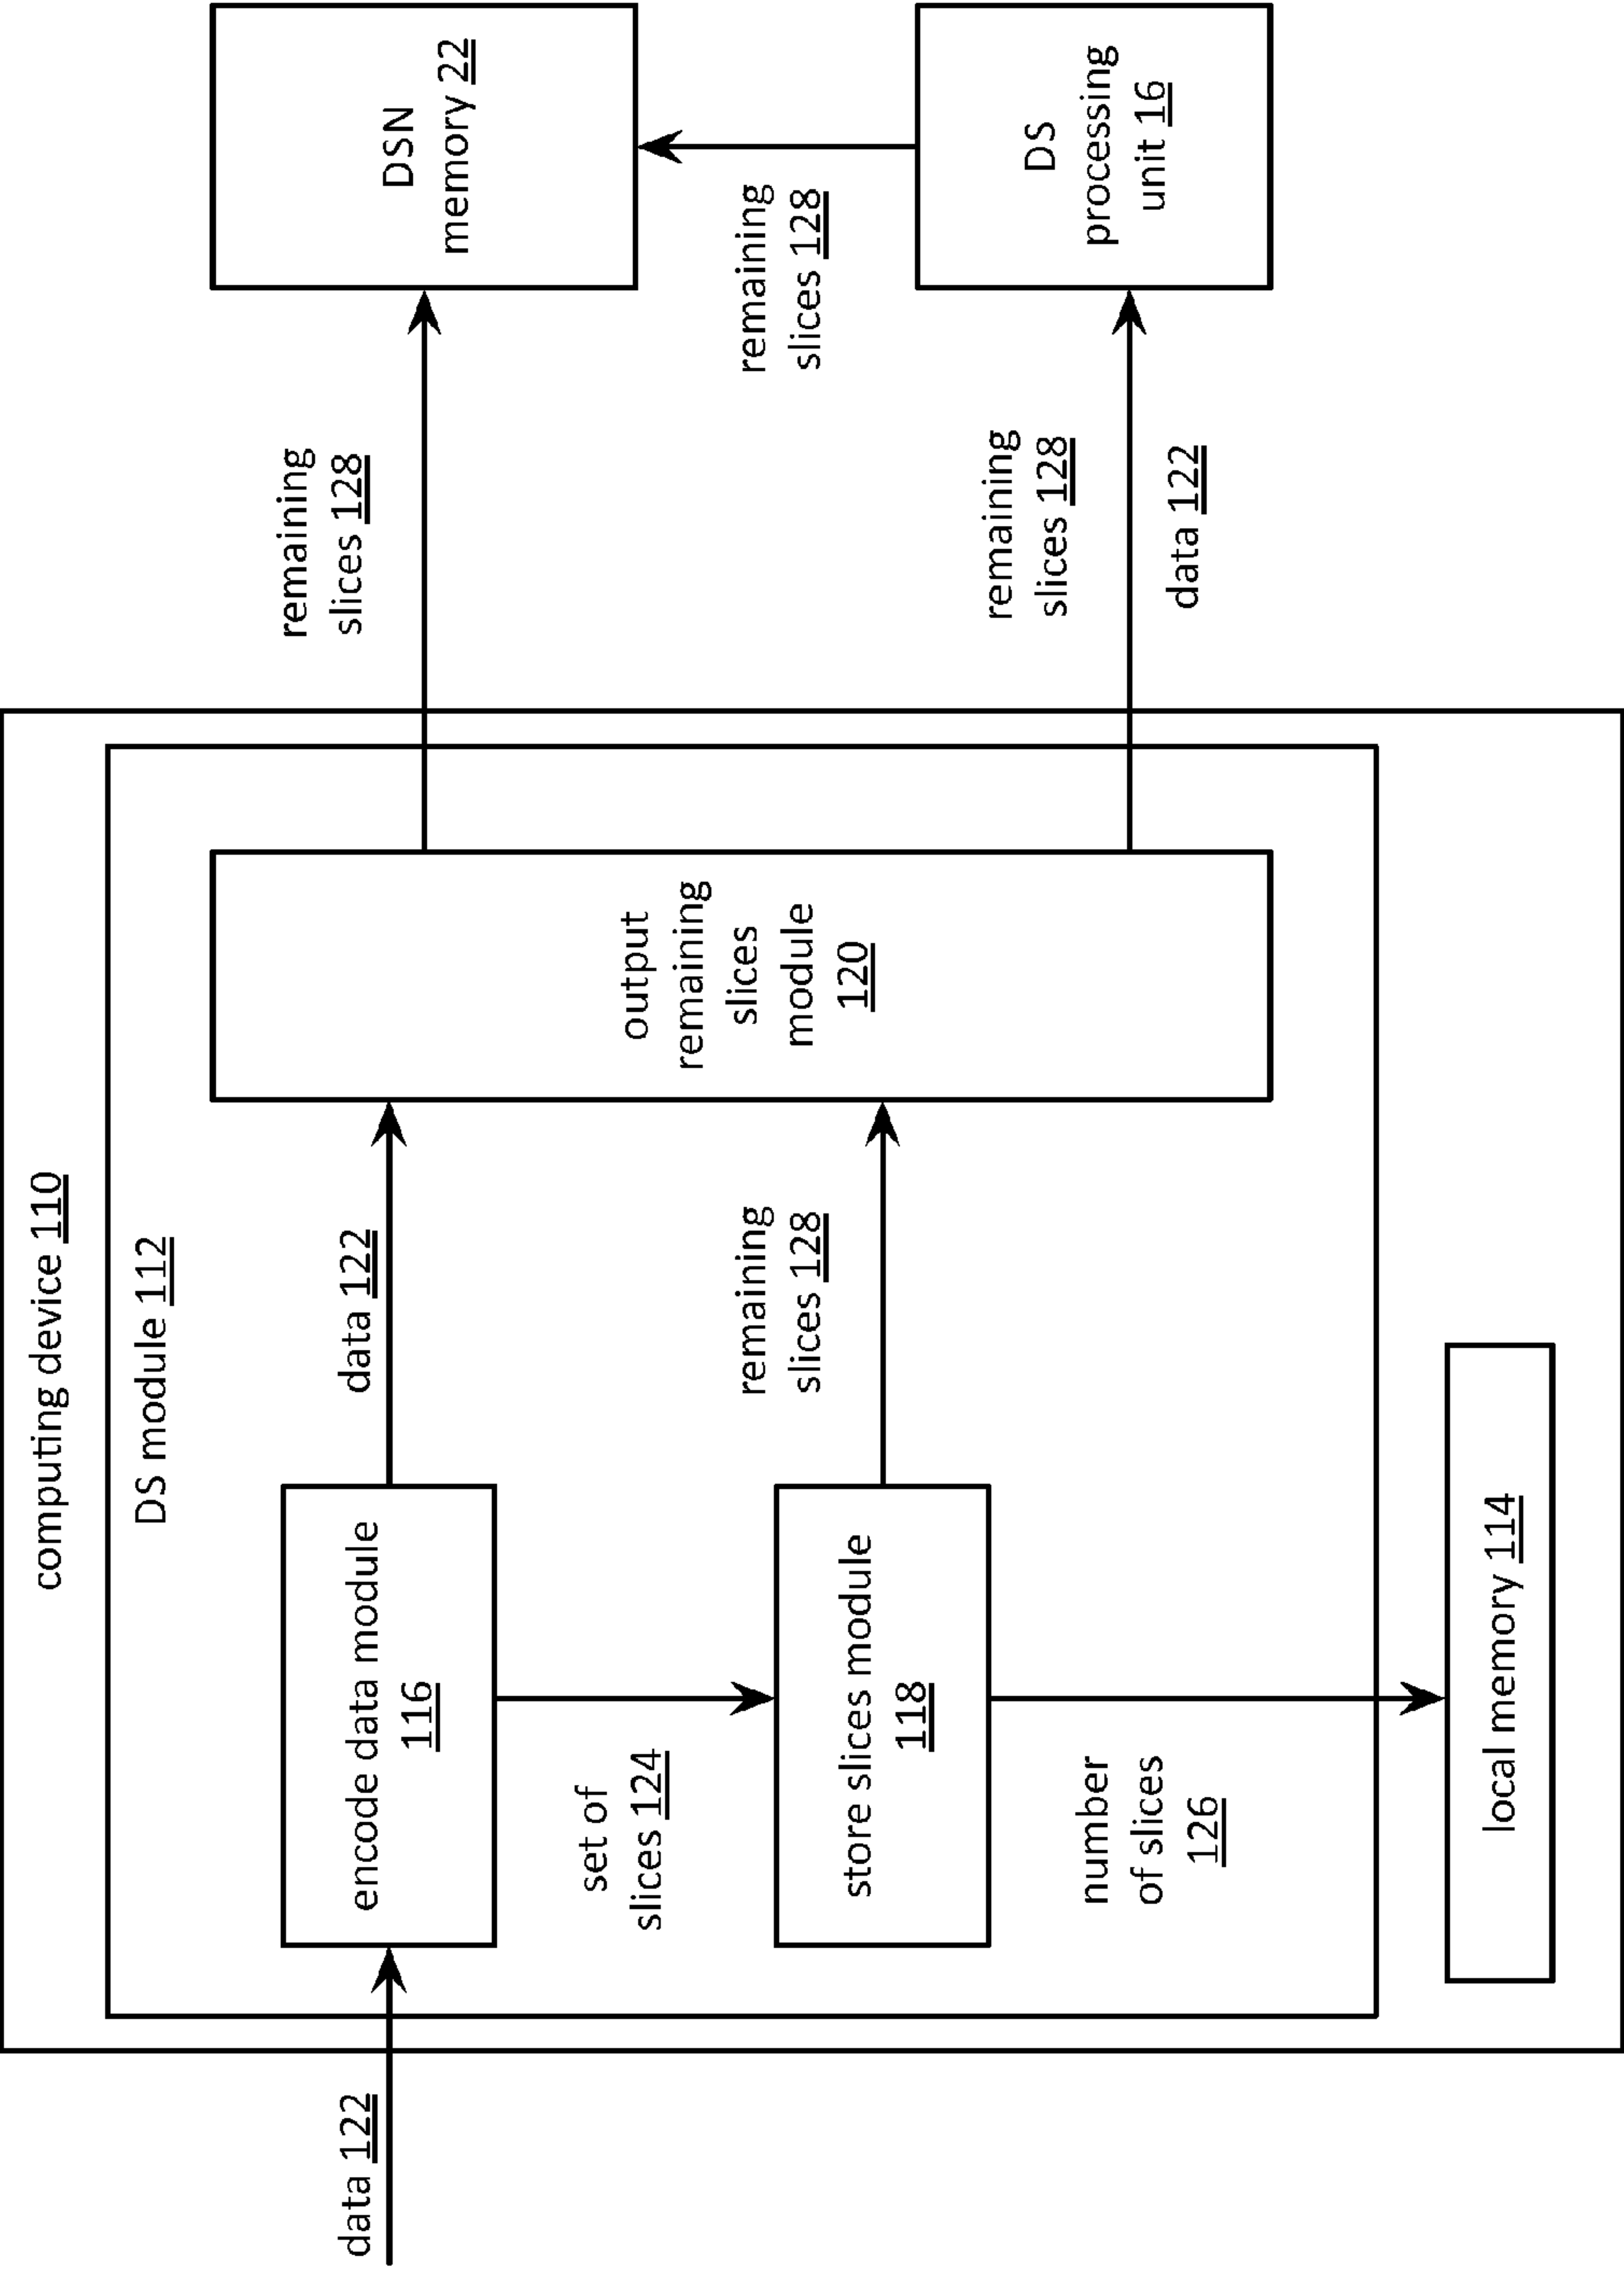 computing device 110
DS module 112
data 122
encode data module
116
data 122
set of
slices 124
store slices module
118
remaining
slices 128
number
of slices
126
local memory 114
output
remaining
slices
module
120
remaining
slices 128
DSN
memory 22
remaining
slices 128
remaining
slices 128
data 122
DS
processing
unit 16